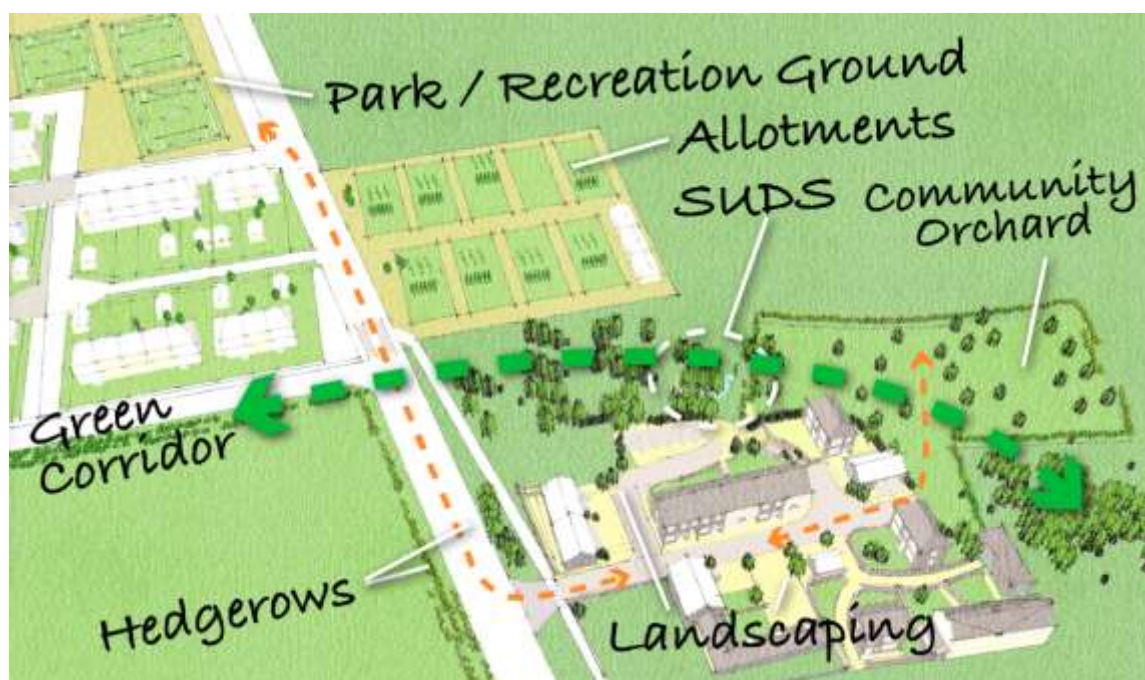 Park / Recreation Ground
Allotments
SUDS
Community
Orchard
Green
Corridor
Hedgerows
Landscaping